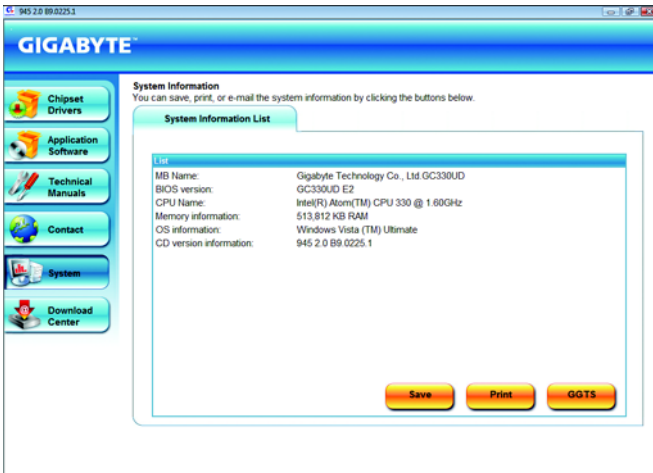 945 2.0 B9.0225.1
GIGABYTE™
Chipset
Drivers
Application
Software
Technical
Manuals
Contact
System
Download
Center
System Information
You can save, print, or e-mail the system information by clicking the buttons below.
System Information List
List
MB Name: Gigabyte Technology Co., Ltd.GC330UD
BIOS version: GC330UD E2
CPU Name: Intel(R) Atom(TM) CPU 330 @ 1.60GHz
Memory information: 513,812 KB RAM
OS information: Windows Vista (TM) Ultimate
CD version information: 945 2.0 B9.0225.1
Save Print GGTS